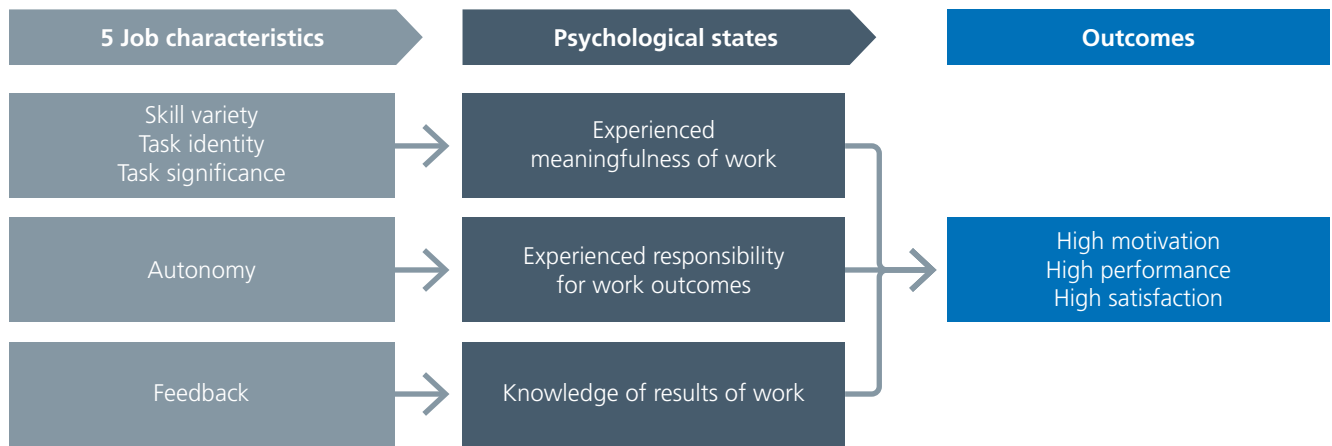 5 Job characteristics
Psychological states
Outcomes
Skill variety
Task identity
Task significance
Experienced
meaningfulness of work
Autonomy
Experienced responsibility
for work outcomes
High motivation
High performance
High satisfaction
Feedback
Knowledge of results of work